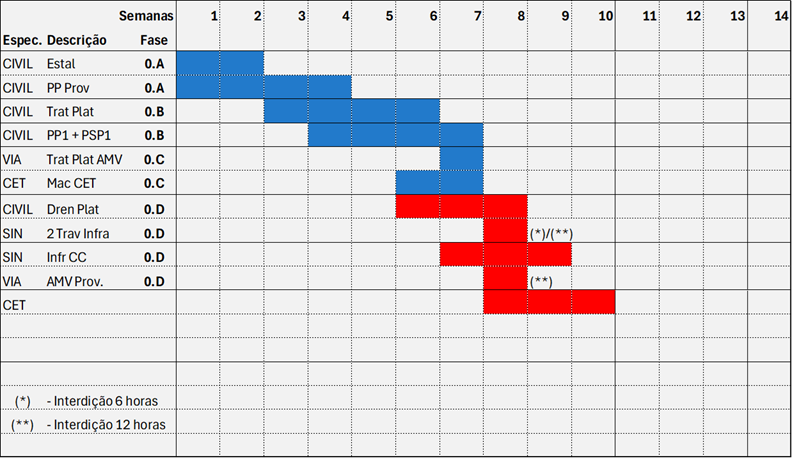 Semanas 1 2 3 4 5 6 7 8 9 10 11 12 13 14
Espec. Descrição Fase
CIVIL Estal 0.A
CIVIL PP Prov 0.A
CIVIL Trat Plat 0.B
CIVIL PP1 + PSP1 0.B
VIA Trat Plat AMV 0.C
CET Mac CET 0.C
CIVIL Dren Plat 0.D
SIN 2 Trav Infra 0.D (*)/(**)
SIN Infr CC 0.D
VIA AMV Prov. 0.D (**)
CET
(*) - Interdição 6 horas
(**) - Interdição 12 horas